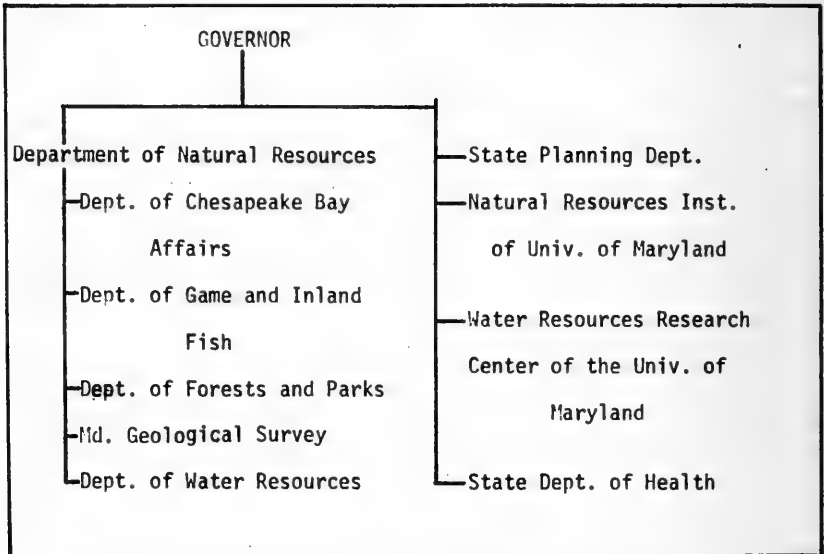 GOVERNOR
Department of Natural Resources
Dept. of Chesapeake Bay
Affairs
Dept. of Game and Inland
Fish
Dept. of Forests and Parks
Md. Geological Survey
Dept. of Water Resources
State Planning Dept.
Natural Resources Inst.
of Univ. of Maryland
Water Resources Research
Center of the Univ. of
Maryland
State Dept. of Health